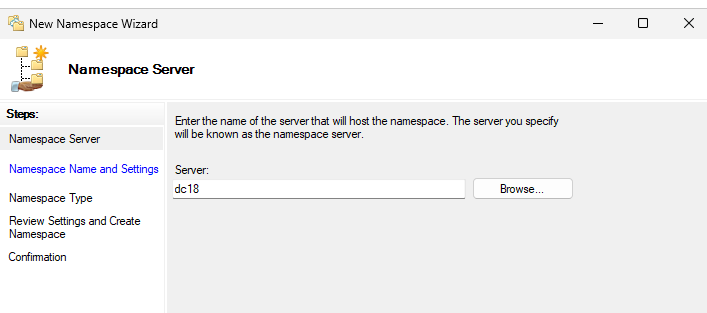 New Namespace Wizard
Namespace Server
Steps:
Namespace Server
Namespace Name and Settings
Namespace Type
Review Settings and Create
Namespace
Confirmation
Enter the name of the server that will host the namespace. The server you specify
will be known as the namespace server.
Server:
dc18
Browse...